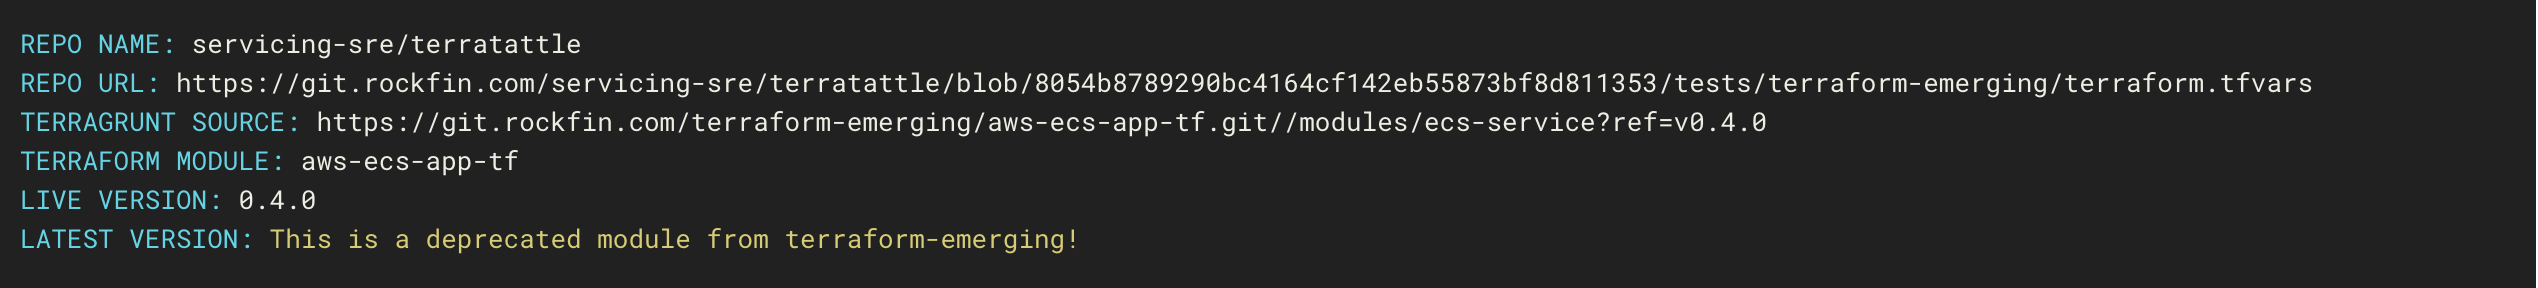 REPO NAME: servicing-sre/terratattle
REPO URL: https://git.rockfin.com/servicing-sre/terratattle/blob/8054b8789290bc4164cf142eb55873bf8d811353/tests/terraform-emerging/terraform.tfvars
TERRAGRUNT SOURCE: https://git.rockfin.com/terraform-emerging/aws-ecs-app-tf.git//modules/ecs-service?ref=v0.4.0
TERRAFORM MODULE: aws-ecs-app-tf
LIVE VERSION: 0.4.0
LATEST VERSION: This is a deprecated module from terraform-emerging!